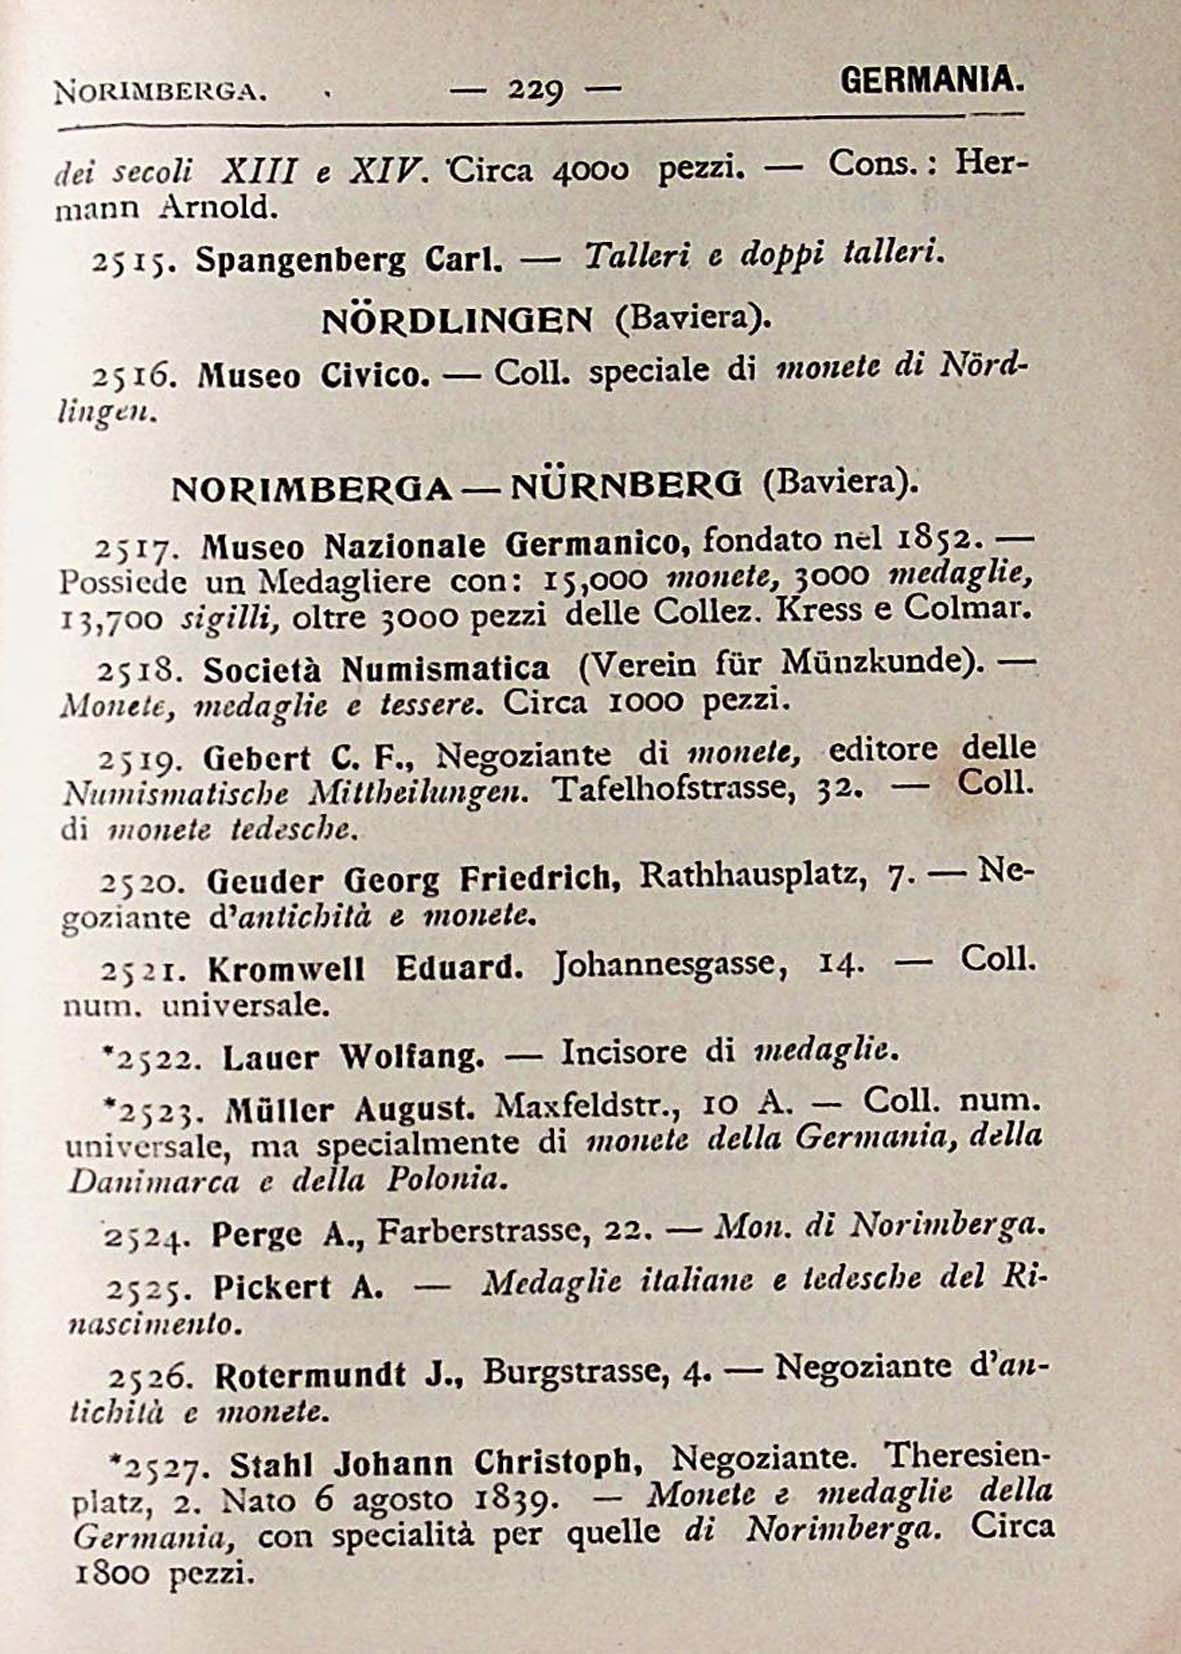 NORIMBERGA. — 229 — GERMANIA.
dei secoli XIII e XIV. Circa 4000 pezzi. — Cons.: Her-
mann Arnold.
2515. Spangenberg Carl. — Talleri e doppi talleri.
NÖRDLINGEN (Baviera).
2516. Museo Civico. — Coll. speciale di monete di Nörd-
lingen.
NORIMBERGA — NÜRNBERG (Baviera).
2517. Museo Nazionale Germanico, fondato nel 1852. —
Possiede un Medagliere con: 15,000 monete, 3000 medaglie,
13,700 sigilli, oltre 3000 pezzi delle Collez. Kress e Colmar.
2518. Società Numismatica (Verein für Münzkunde). —
Monete, medaglie e tessere. Circa 1000 pezzi.
2519. Gebert C. F., Negoziante di monete, editore delle
Numismatische Mittheilungen. Tafelhofstrasse, 32. — Coll.
di monete tedesche.
2520. Geuder Georg Friedrich, Rathhausplatz, 7. — Ne-
goziante d'antichità e monete.
2521. Kromwell Eduard. Johannesgasse, 14. — Coll.
num. universale.
*2522. Lauer Wolfang. — Incisore di medaglie.
*2523. Müller August. Maxfeldstr., 10 A. — Coll. num.
universale, ma specialmente di monete della Germania, della
Danimarca e della Polonia.
2524. Perge A., Farberstrasse, 22. — Mon. di Norimberga.
2525. Pickert A. — Medaglie italiane e tedesche del Ri-
nascimento.
2526. Rotermundt J., Burgstrasse, 4. — Negoziante d'an-
tichità e monete.
*2527. Stahl Johann Christoph, Negoziante. Theresien-
platz, 2. Nato 6 agosto 1839. — Monete e medaglie della
Germania, con specialità per quelle di Norimberga. Circa
1800 pezzi.